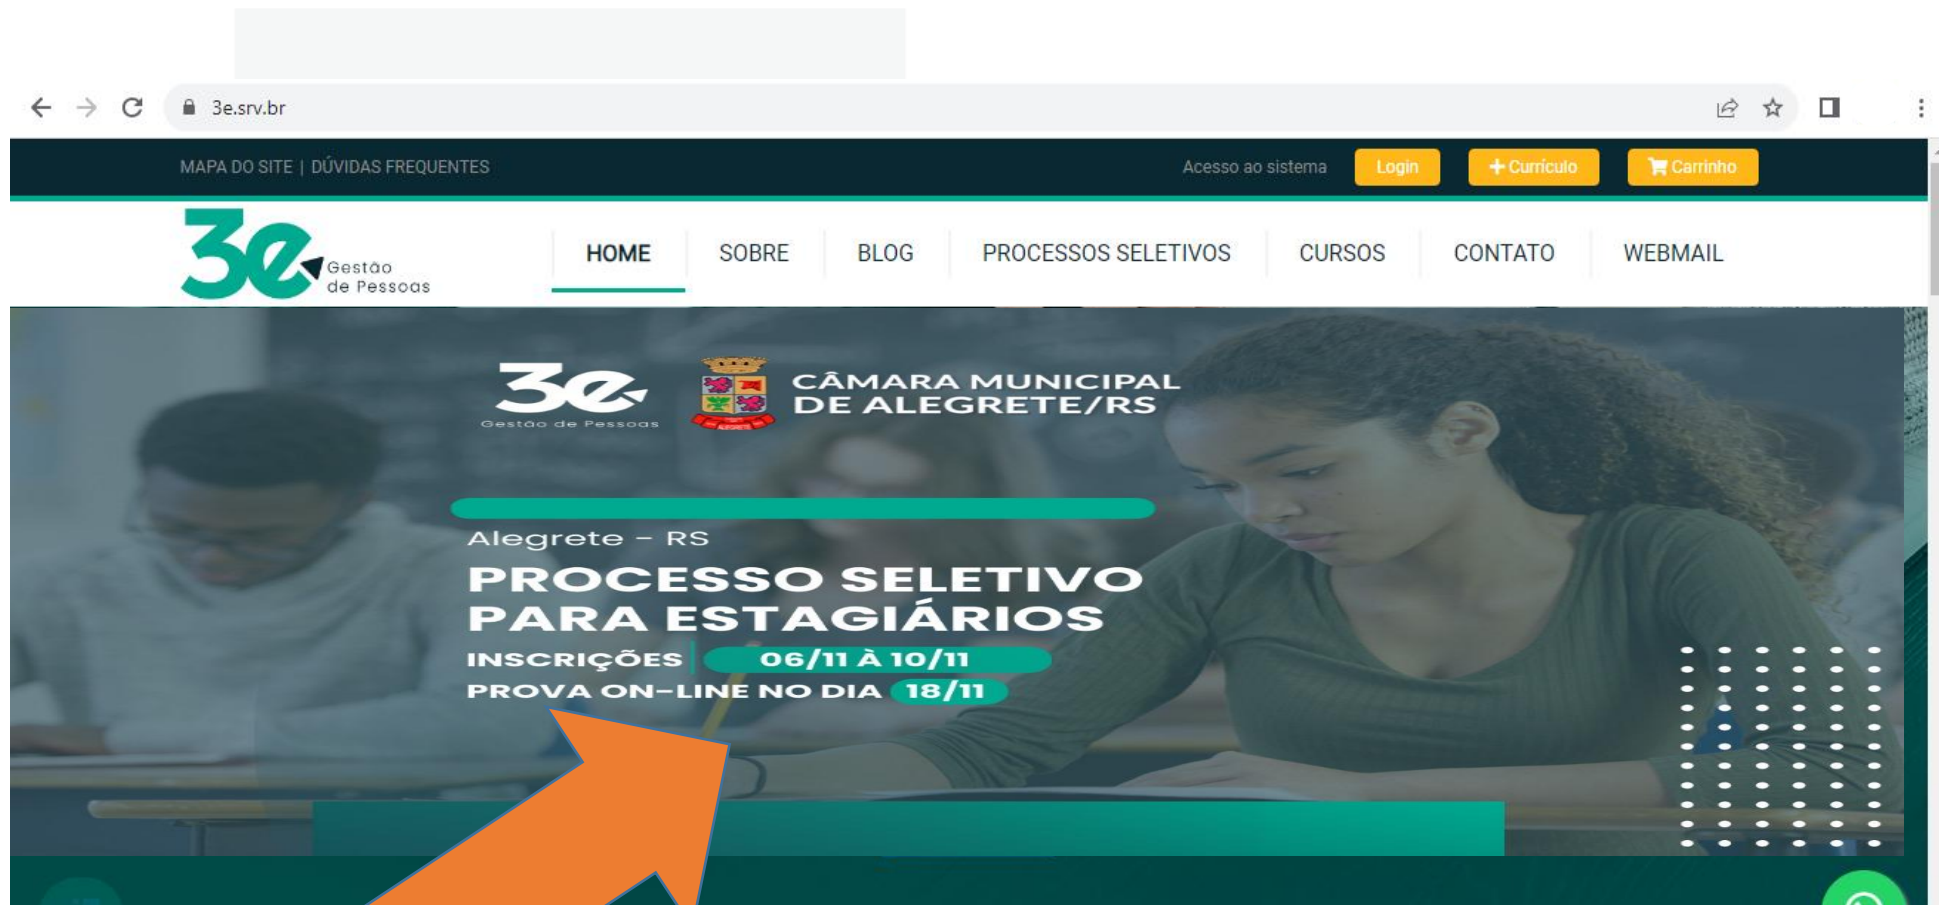 3e.srv.br
MAPA DO SITE | DÚVIDAS FREQUENTES
Acesso ao sistema
Login
+ Currículo
Carrinho
3e
Gestão
de Pessoas
HOME
SOBRE
BLOG
PROCESSOS SELETIVOS
CURSOS
CONTATO
WEBMAIL
3e
Gestão de Pessoas
ALEGRETE
CÂMARA MUNICIPAL
DE ALEGRETE/RS
Alegrete - RS
PROCESSO SELETIVO
PARA ESTAGIÁRIOS
INSCRIÇÕES 06/11 À 10/11
PROVA ON-LINE NO DIA 18/11